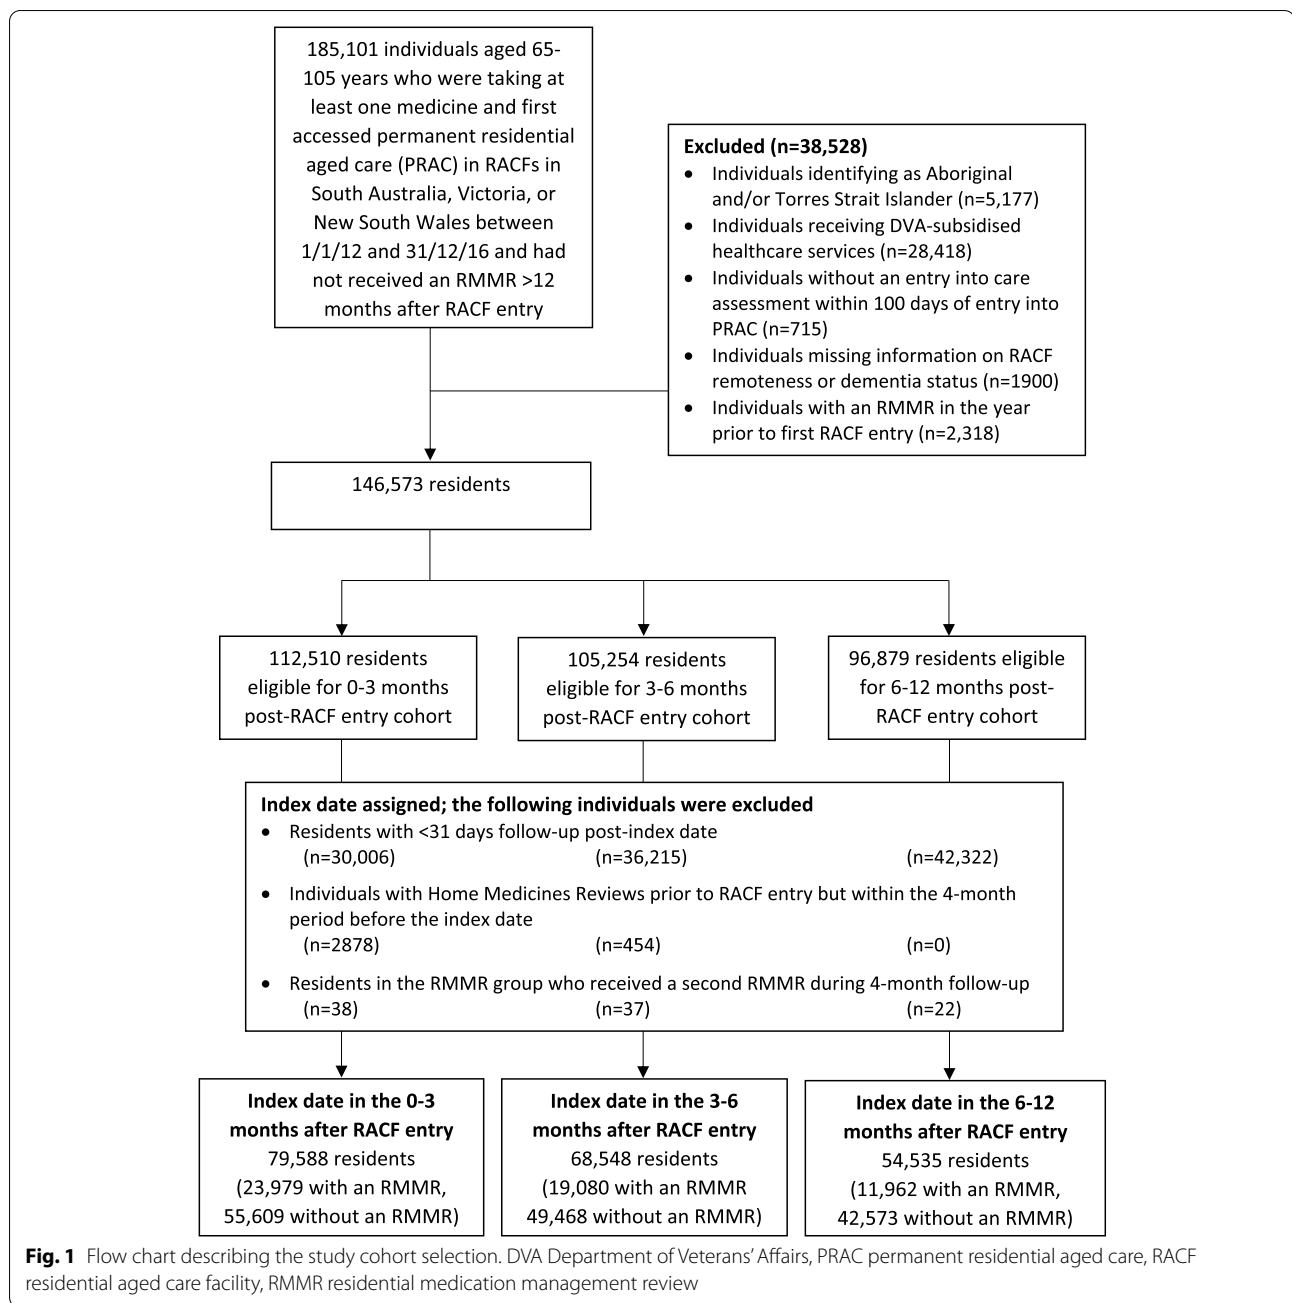 185,101 individuals aged 65-
105 years who were taking at
least one medicine and first
accessed permanent residential
aged care (PRAC) in RACFs in
South Australia, Victoria, or
New South Wales between
1/1/12 and 31/12/16 and had
not received an RMMR >12
months after RACF entry
Excluded (n=38,528)
• Individuals identifying as Aboriginal
and/or Torres Strait Islander (n=5,177)
• Individuals receiving DVA-subsidised
healthcare services (n=28,418)
• Individuals without an entry into care
assessment within 100 days of entry into
PRAC (n=715)
• Individuals missing information on RACF
remoteness or dementia status (n=1900)
• Individuals with an RMMR in the year
prior to first RACF entry (n=2,318)
146,573 residents
112,510 residents
eligible for 0-3 months
post-RACF entry cohort
105,254 residents
eligible for 3-6 months
post-RACF entry cohort
96,879 residents eligible
for 6-12 months post-
RACF entry cohort
Index date assigned; the following individuals were excluded
• Residents with <31 days follow-up post-index date
(n=30,006) (n=36,215) (n=42,322)
• Individuals with Home Medicines Reviews prior to RACF entry but within the 4-month
period before the index date
(n=2878) (n=454) (n=0)
• Residents in the RMMR group who received a second RMMR during 4-month follow-up
(n=38) (n=37) (n=22)
Index date in the 0-3
months after RACF entry
79,588 residents
(23,979 with an RMMR,
55,609 without an RMMR)
Index date in the 3-6
months after RACF entry
68,548 residents
(19,080 with an RMMR
49,468 without an RMMR)
Index date in the 6-12
months after RACF entry
54,535 residents
(11,962 with an RMMR,
42,573 without an RMMR)
Fig. 1 Flow chart describing the study cohort selection. DVA Department of Veterans' Affairs, PRAC permanent residential aged care, RACF
residential aged care facility, RMMR residential medication management review